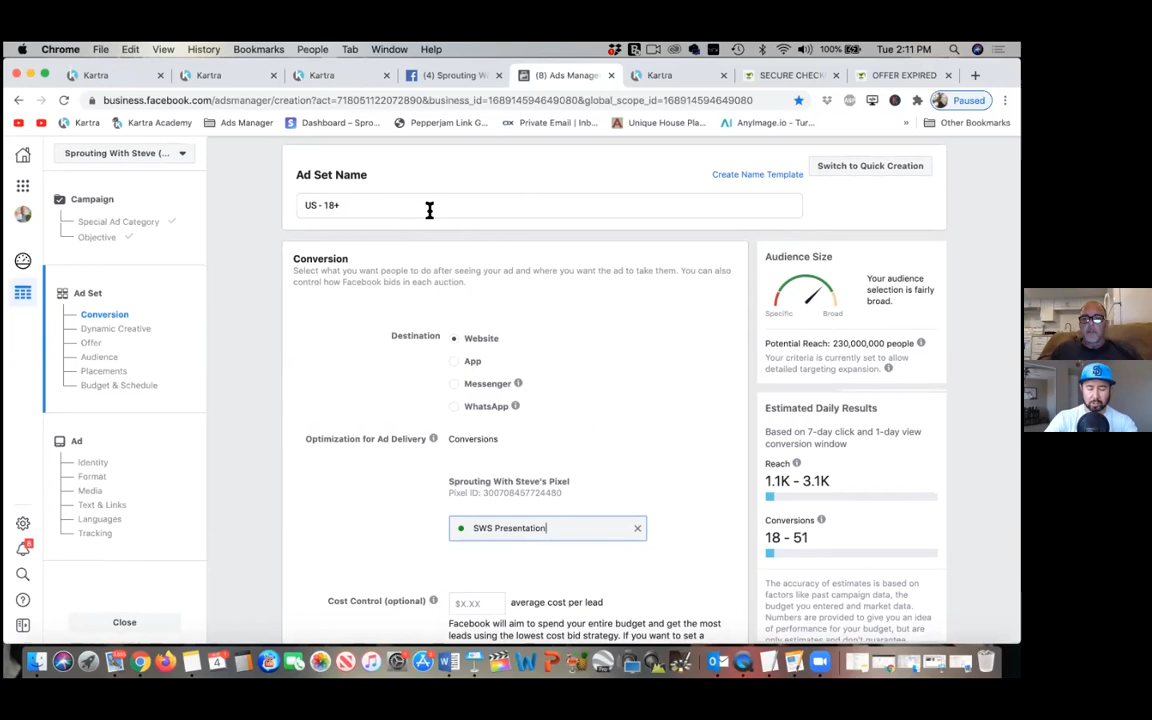 Chrome File Edit View History Bookmarks People Tab Window Help 100% Tue 2:11 PM
Kartra Kartra Kartra (4) Sprouting Wi (8) Ads Manage Kartra SECURE CHECK OFFER EXPIRED
business.facebook.com/adsmanager/creation?act=718051122072890&business_id=168914594649080&global_scope_id=168914594649080 Paused
Kartra Kartra Academy Ads Manager Dashboard – Spro... Pepperjam Link G... Private Email | Inb... Unique House Pla... AnyImage.io - Tur... » Other Bookmarks
Sprouting With Steve (...
Campaign
Special Ad Category
Objective
Ad Set
Conversion
Dynamic Creative
Offer
Audience
Placements
Budget & Schedule
Ad
Identity
Format
Media
Text & Links
Languages
Tracking
Close
Ad Set Name
Create Name Template
Switch to Quick Creation
US - 18+
Conversion
Select what you want people to do after seeing your ad and where you want the ad to take them. You can also
control how Facebook bids in each auction.
Destination
Website
App
Messenger
WhatsApp
Optimization for Ad Delivery
Conversions
Sprouting With Steve's Pixel
Pixel ID: 300708457724480
SWS Presentation
Cost Control (optional)
$X.XX
average cost per lead
Facebook will aim to spend your entire budget and get the most
leads using the lowest cost bid strategy. If you want to set a
Audience Size
Your audience
selection is fairly
broad.
Specific
Broad
Potential Reach: 230,000,000 people
Your criteria is currently set to allow
detailed targeting expansion.
Estimated Daily Results
Based on 7-day click and 1-day view
conversion window
Reach
1.1K - 3.1K
Conversions
18 - 51
The accuracy of estimates is based on
factors like past campaign data, the
budget you entered and market data.
Numbers are provided to give you an
idea of performance for your budget, but are
only estimates and don't guarantee